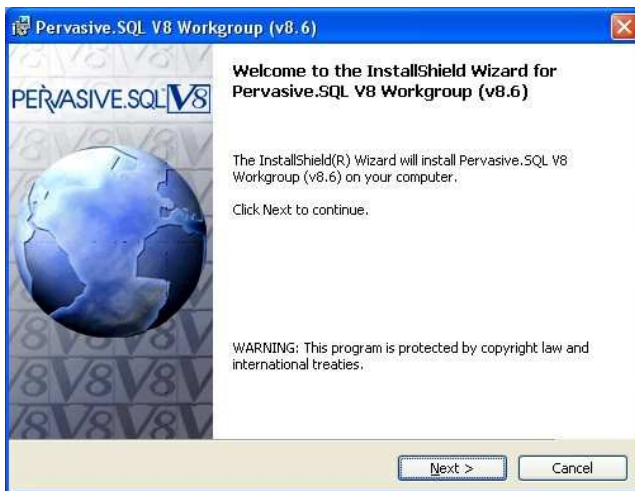 Pervasive.SQL V8 Workgroup (v8.6)
PERVASIVE.SQL V8
Welcome to the InstallShield Wizard for
Pervasive.SQL V8 Workgroup (v8.6)
The InstallShield(R) Wizard will install Pervasive.SQL V8
Workgroup (v8.6) on your computer.
Click Next to continue.
WARNING: This program is protected by copyright law and
international treaties.
Next >
Cancel